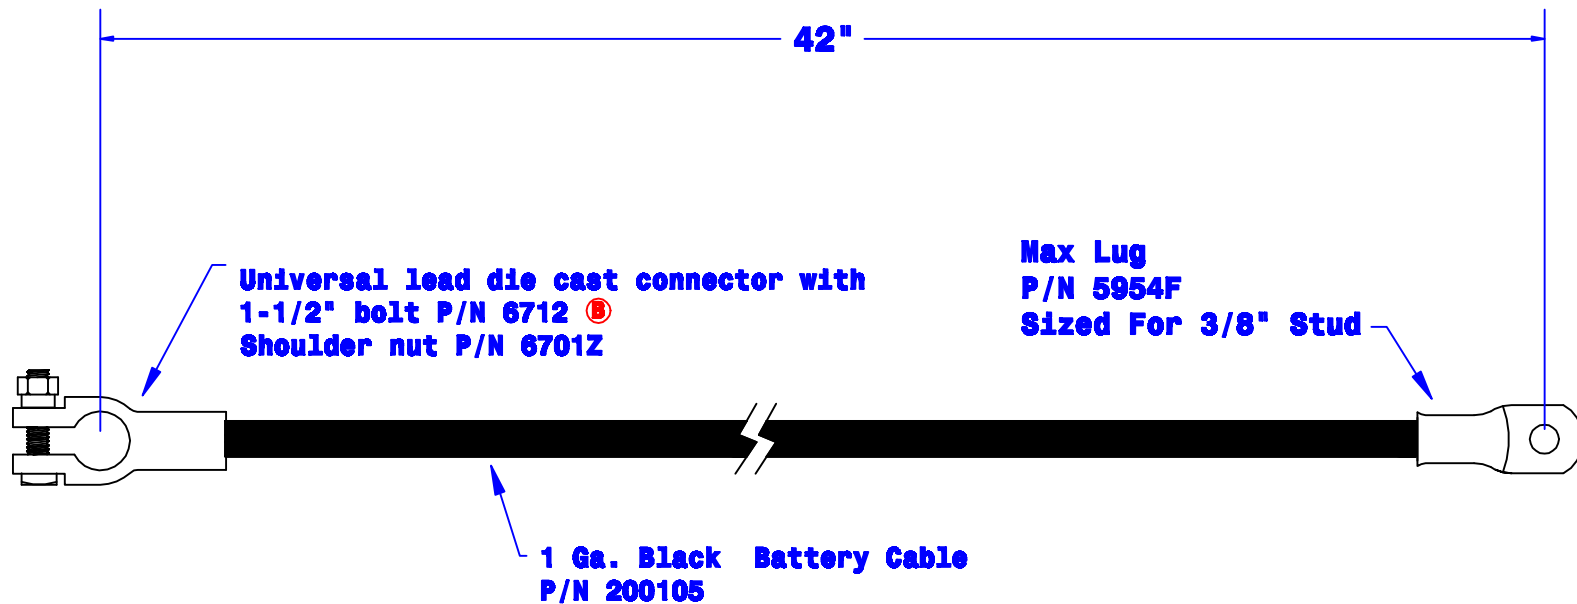 42"
Universal lead die cast connector with
1-1/2" bolt P/N 6712 B
Shoulder nut P/N 6701Z
Max Lug
P/N 5954F
Sized For 3/8" Stud
1 Ga. Black  Battery Cable
P/N 200105